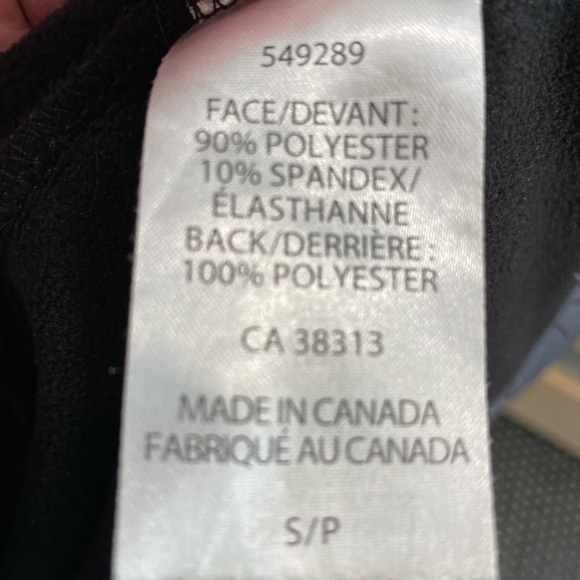 549289
FACE/DEVANT:
90% POLYESTER
10% SPANDEX/
ÉLASTHANNE
BACK/DERRIÈRE:
100% POLYESTER
CA 38313
MADE IN CANADA
FABRIQUÉ AU CANADA
S/P